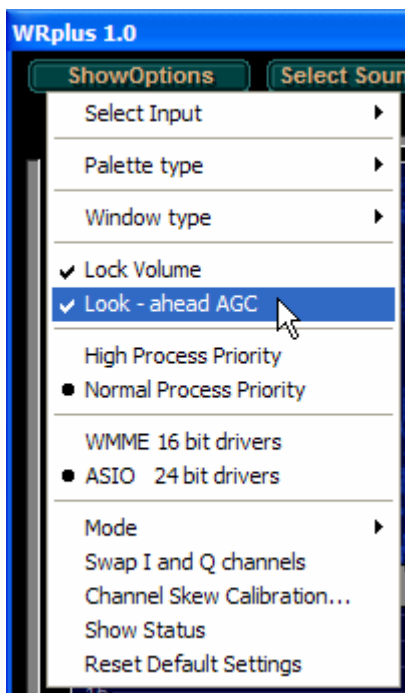 WRplus 1.0
ShowOptions Select Sour
Select Input
Palette type
Window type
Lock Volume
Look - ahead AGC
High Process Priority
Normal Process Priority
WMME 16 bit drivers
ASIO 24 bit drivers
Mode
Swap I and Q channels
Channel Skew Calibration...
Show Status
Reset Default Settings